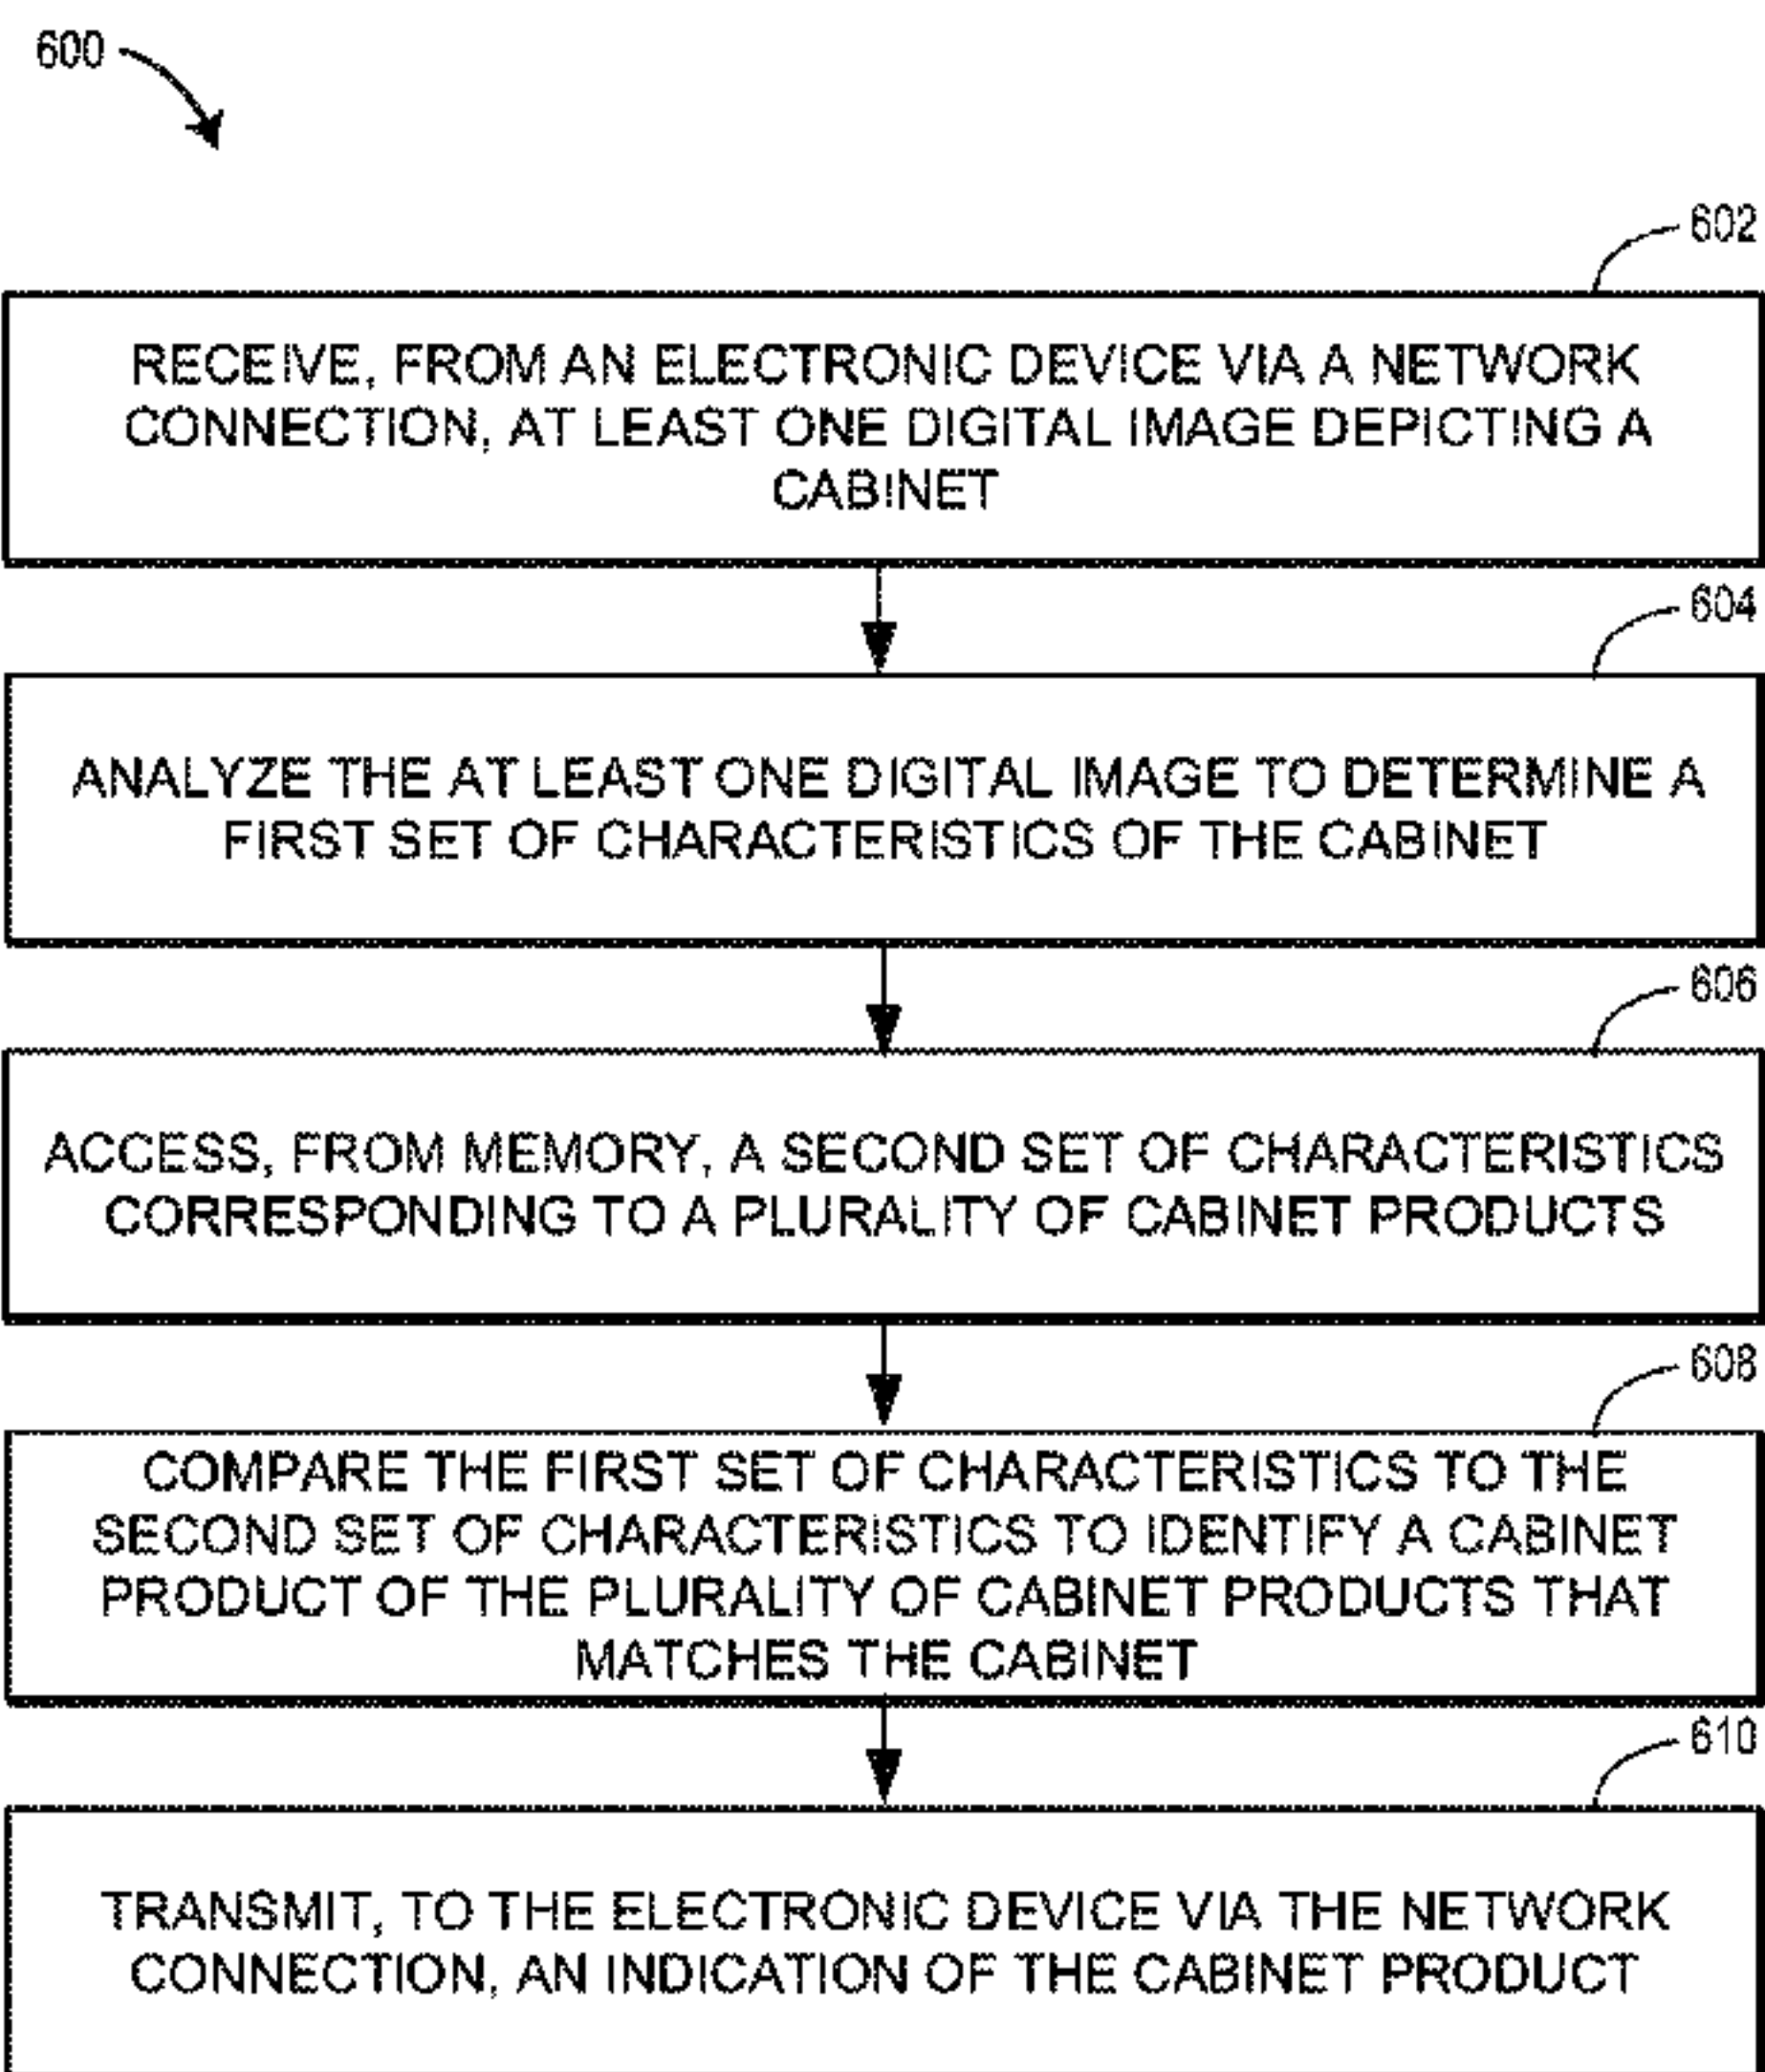 600
602
RECEIVE, FROM AN ELECTRONIC DEVICE VIA A NETWORK
CONNECTION, AT LEAST ONE DIGITAL IMAGE DEPICTING A
CABINET
604
ANALYZE THE AT LEAST ONE DIGITAL IMAGE TO DETERMINE A
FIRST SET OF CHARACTERISTICS OF THE CABINET
606
ACCESS, FROM MEMORY, A SECOND SET OF CHARACTERISTICS
CORRESPONDING TO A PLURALITY OF CABINET PRODUCTS
608
COMPARE THE FIRST SET OF CHARACTERISTICS TO THE
SECOND SET OF CHARACTERISTICS TO IDENTIFY A CABINET
PRODUCT OF THE PLURALITY OF CABINET PRODUCTS THAT
MATCHES THE CABINET
610
TRANSMIT, TO THE ELECTRONIC DEVICE VIA THE NETWORK
CONNECTION, AN INDICATION OF THE CABINET PRODUCT